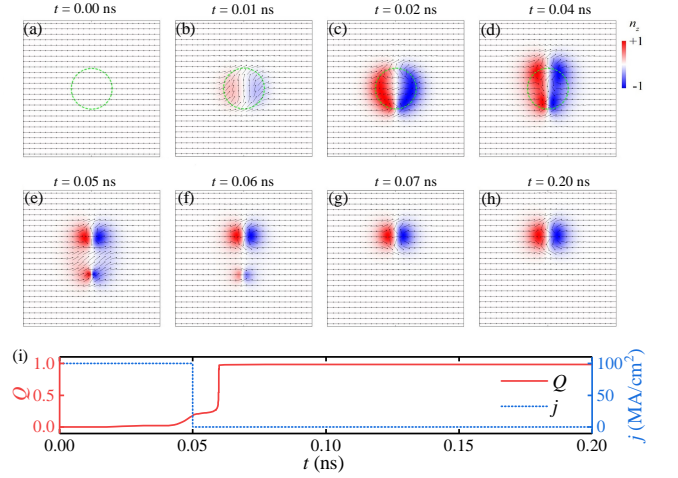 t = 0.00 ns
t = 0.01 ns
t = 0.02 ns
t = 0.04 ns
(a)
(b)
(c)
(d)
n_z
+1
-1
t = 0.05 ns
t = 0.06 ns
t = 0.07 ns
t = 0.20 ns
(e)
(f)
(g)
(h)
(i)
1.0
0.5
0.0
Q
Q
j
100
50
0
j (MA/cm²)
0.00
0.05
0.10
0.15
0.20
t (ns)